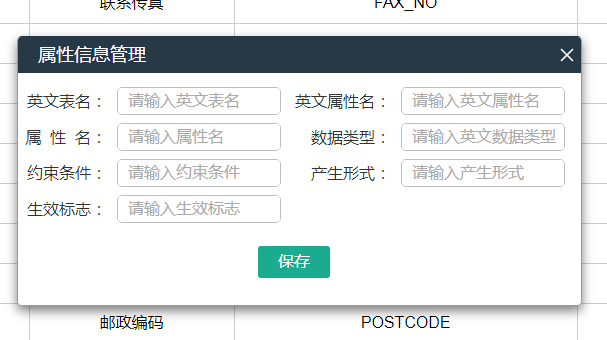 联系传真 FAX_NO
属性信息管理
英文表名： 请输入英文表名 英文属性名： 请输入英文属性名
属 性 名： 请输入属性名 数据类型： 请输入英文数据类型
约束条件： 请输入约束条件 产生形式： 请输入产生形式
生效标志： 请输入生效标志
保存
邮政编码 POSTCODE